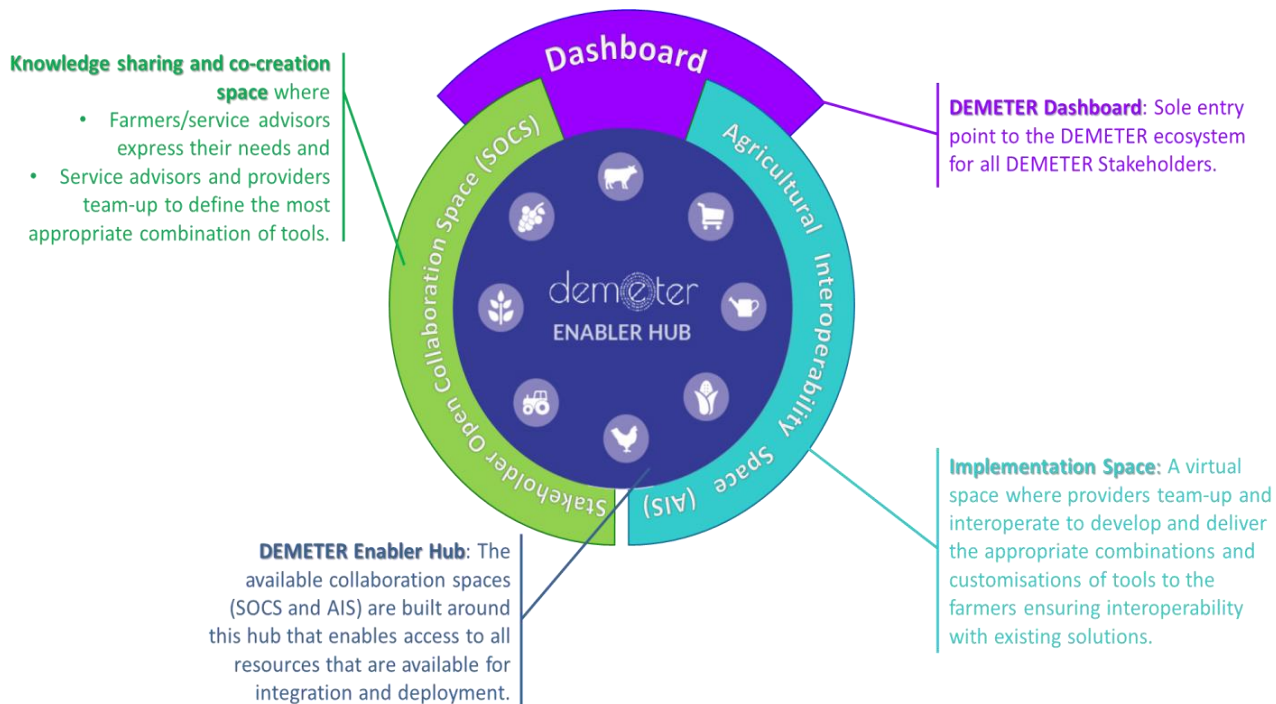 Dashboard
Knowledge sharing and co-creation
space where
• Farmers/service advisors
express their needs and
• Service advisors and providers
team-up to define the most
appropriate combination of tools.
DEMETER Dashboard: Sole entry
point to the DEMETER ecosystem
for all DEMETER Stakeholders.
Stakeholder Open Collaboration Space (SOCS)
Agricultural Interoperability Space (AIS)
demeter
ENABLER HUB
Implementation Space: A virtual
space where providers team-up and
interoperate to develop and deliver
the appropriate combinations and
customisations of tools to the
farmers ensuring interoperability
with existing solutions.
DEMETER Enabler Hub: The
available collaboration spaces
(SOCS and AIS) are built around
this hub that enables access to all
resources that are available for
integration and deployment.